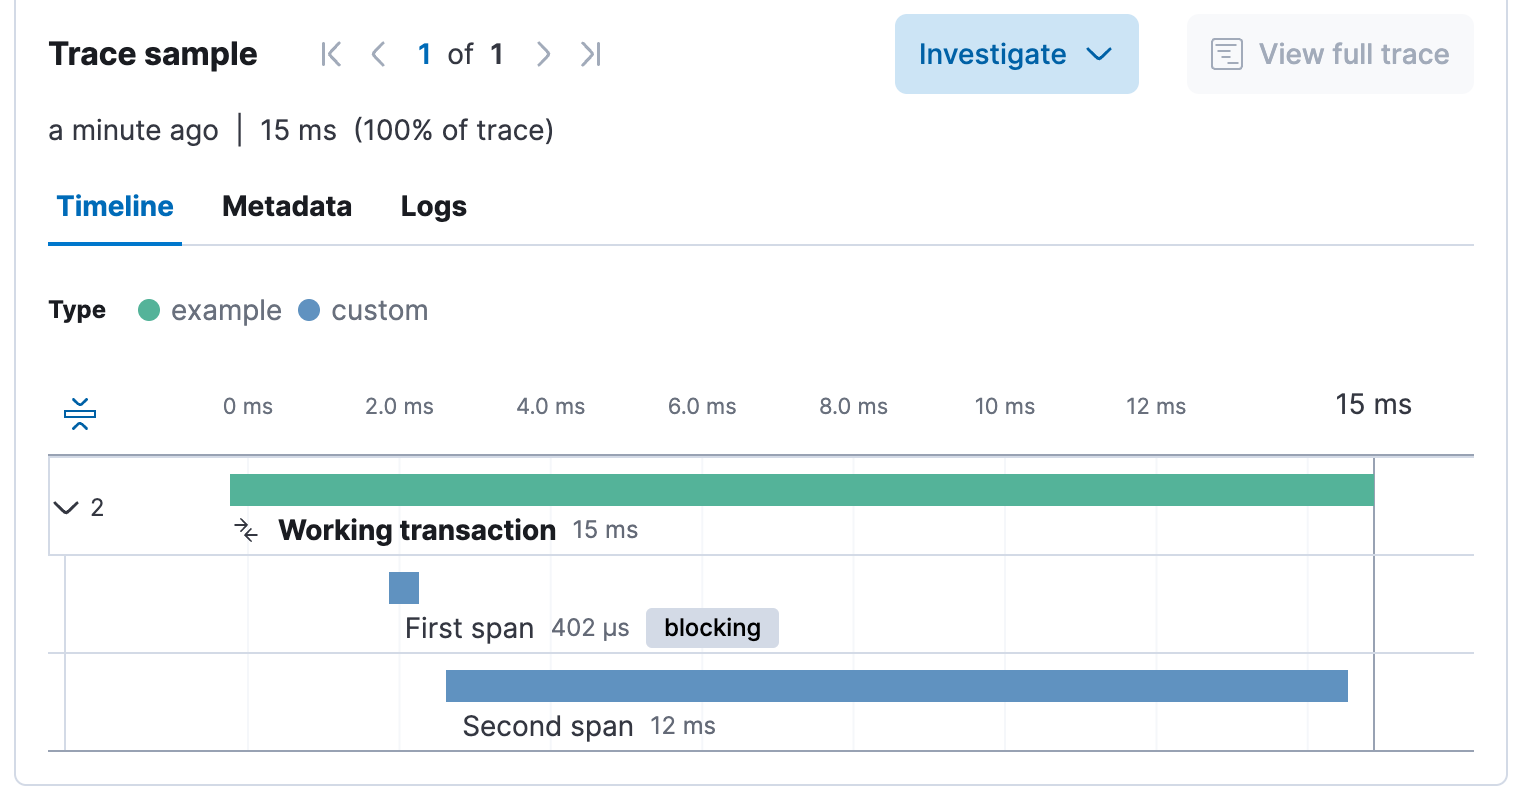 Trace sample 1 of 1 Investigate View full trace
a minute ago | 15 ms (100% of trace)
Timeline Metadata Logs
Type example custom
0 ms 2.0 ms 4.0 ms 6.0 ms 8.0 ms 10 ms 12 ms 15 ms
2
Working transaction 15 ms
First span 402 μs blocking
Second span 12 ms